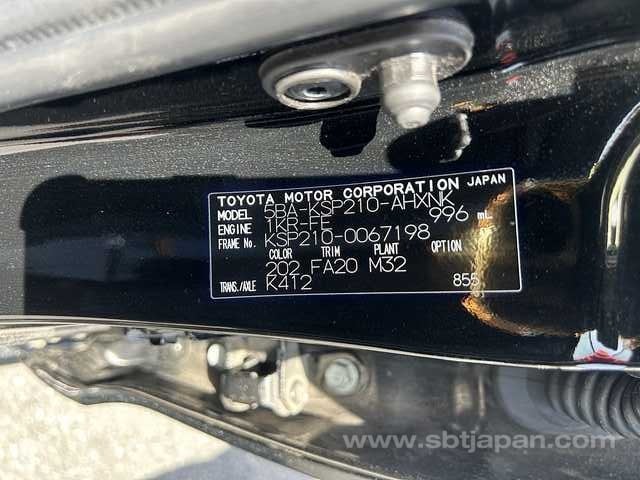 TOYOTA MOTOR CORPORATION JAPAN
MODEL 5BA-KSP210-AHXNK
ENGINE 1KR-FE 996 mL
FRAME No. KSP210-0067198
COLOR TRIM PLANT OPTION
202 FA20 M32
TRANS./AXLE K412 855
www.sbtjapan.com